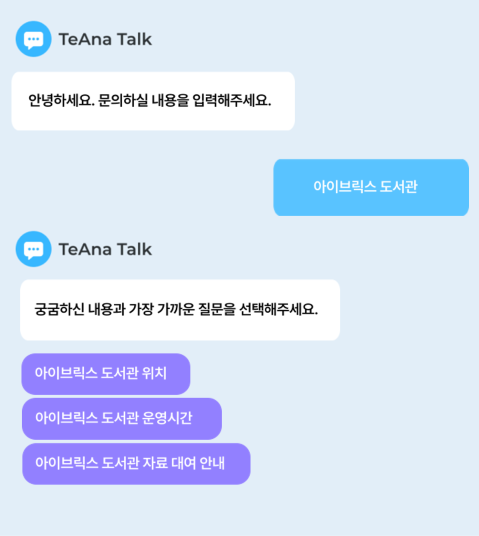 TeAna Talk
안녕하세요. 문의하실 내용을 입력해주세요.
아이브릭스 도서관
TeAna Talk
궁굼하신 내용과 가장 가까운 질문을 선택해주세요.
아이브릭스 도서관 위치
아이브릭스 도서관 운영시간
아이브릭스 도서관 자료 대여 안내